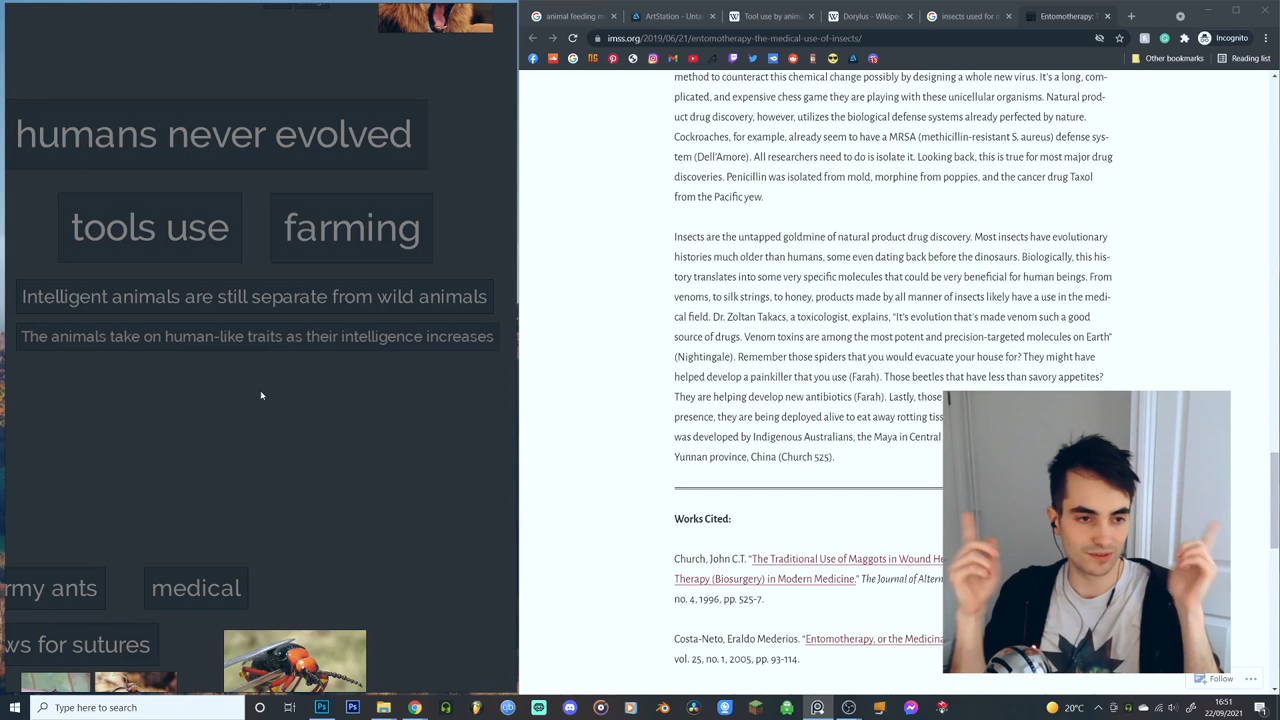 humans never evolved
tools use
farming
Intelligent animals are still separate from wild animals
The animals take on human-like traits as their intelligence increases
rmy ants
medical
ws for sutures
animal feeding m
ArtStation - Unta
Tool use by anim
Dorylus - Wikiped
insects used for m
Entomotherapy: T
imss.org/2019/06/21/entomotherapy-the-medical-use-of-insects/
Incognito
Other bookmarks
Reading list
method to counteract this chemical change possibly by designing a whole new virus. It's a long, com-
plicated, and expensive chess game they are playing with these unicellular organisms. Natural prod-
uct drug discovery, however, utilizes the biological defense systems already perfected by nature.
Cockroaches, for example, already seem to have a MRSA (methicillin-resistant S. aureus) defense sys-
tem (Dell'Amore). All researchers need to do is isolate it. Looking back, this is true for most major drug
discoveries. Penicillin was isolated from mold, morphine from poppies, and the cancer drug Taxol
from the Pacific yew.
Insects are the untapped goldmine of natural product drug discovery. Most insects have evolutionary
histories much older than humans, some even dating back before the dinosaurs. Biologically, this his-
tory translates into some very specific molecules that could be very beneficial for human beings. From
venoms, to silk strings, to honey, products made by all manner of insects likely have a use in the medi-
cal field. Dr. Zoltan Takacs, a toxicologist, explains, "It's evolution that's made venom such a good
source of drugs. Venom toxins are among the most potent and precision-targeted molecules on Earth"
(Nightingale). Remember those spiders that you would evacuate your house for? They might have
helped develop a painkiller that you use (Farah). Those beetles that have less than savory appetites?
They are helping develop new antibiotics (Farah). Lastly, those
presence, they are being deployed alive to eat away rotting tiss
was developed by Indigenous Australians, the Maya in Central
Yunnan province, China (Church 525).
Works Cited:
Church, John C.T. "The Traditional Use of Maggots in Wound He
Therapy (Biosurgery) in Modern Medicine." The Journal of Altern
no. 4, 1996, pp. 525-7.
Costa-Neto, Eraldo Mederios. "Entomotherapy, or the Medicina
vol. 25, no. 1, 2005, pp. 93-114.
Follow
Type here to search
20°C
16:51
22/09/2021